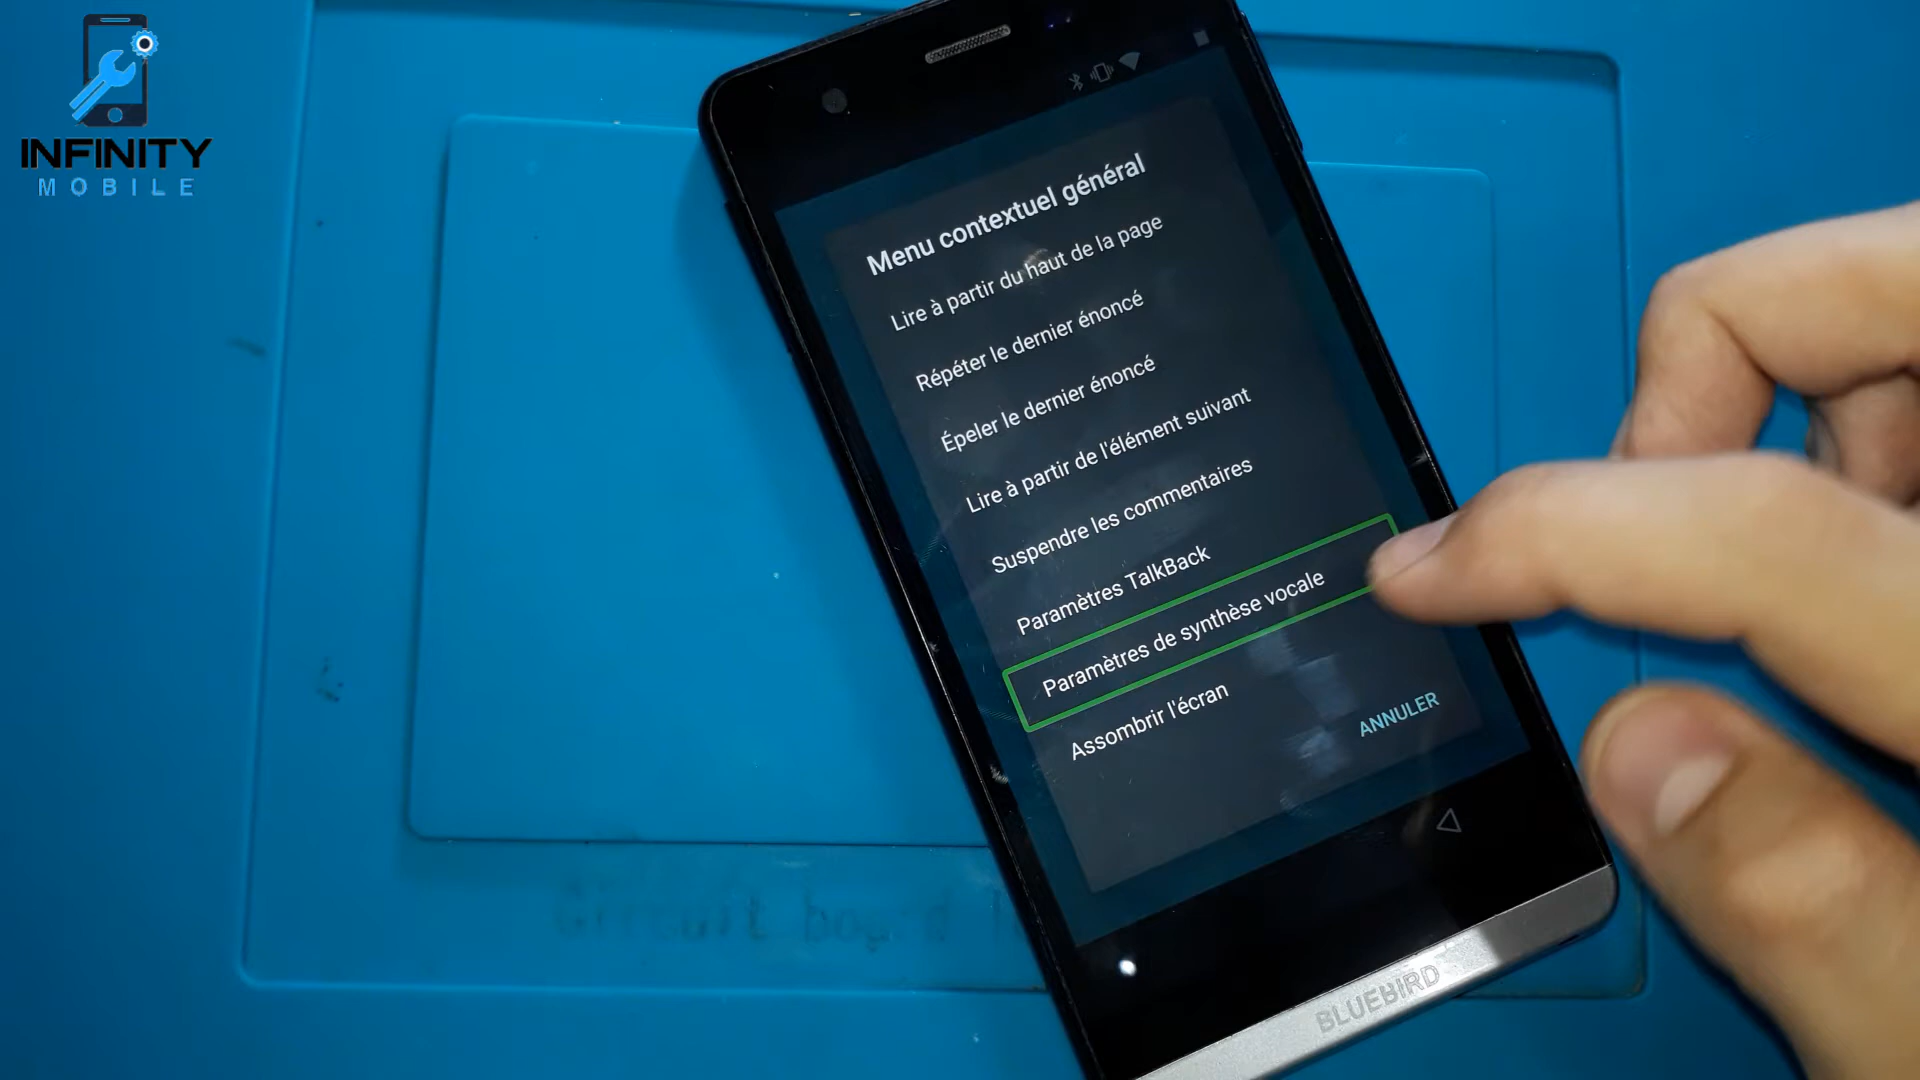 INFINITY
MOBILE
Menu contextuel général
Lire à partir du haut de la page
Répéter le dernier énoncé
Épeler le dernier énoncé
Lire à partir de l'élément suivant
Suspendre les commentaires
Paramètres TalkBack
Paramètres de synthèse vocale
Assombrir l'écran
ANNULER
Circuit board
BLUEBIRD